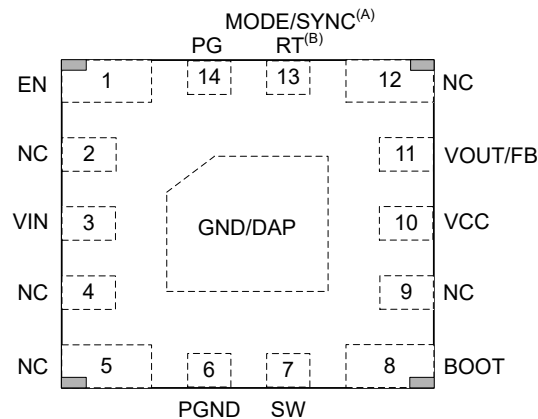 MODE/SYNC(A)
PG RT(B)
14 13
EN 1 12 NC
NC 2 11 VOUT/FB
VIN 3 GND/DAP 10 VCC
NC 4 9 NC
NC 5 6 7 8 BOOT
PGND SW